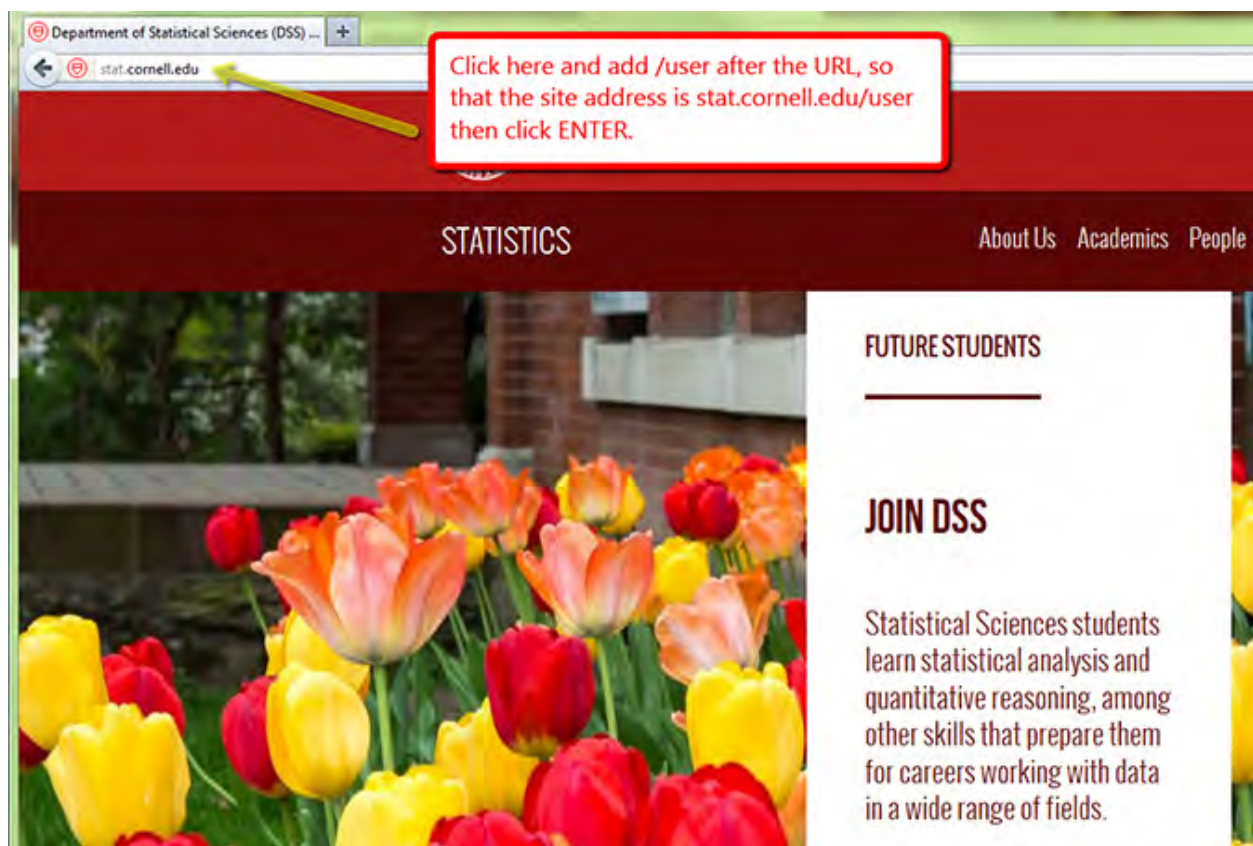 Department of Statistical Sciences (DSS) ...
stat.cornell.edu
Click here and add /user after the URL, so
that the site address is stat.cornell.edu/user
then click ENTER.
STATISTICS
About Us Academics People
FUTURE STUDENTS
JOIN DSS
Statistical Sciences students
learn statistical analysis and
quantitative reasoning, among
other skills that prepare them
for careers working with data
in a wide range of fields.